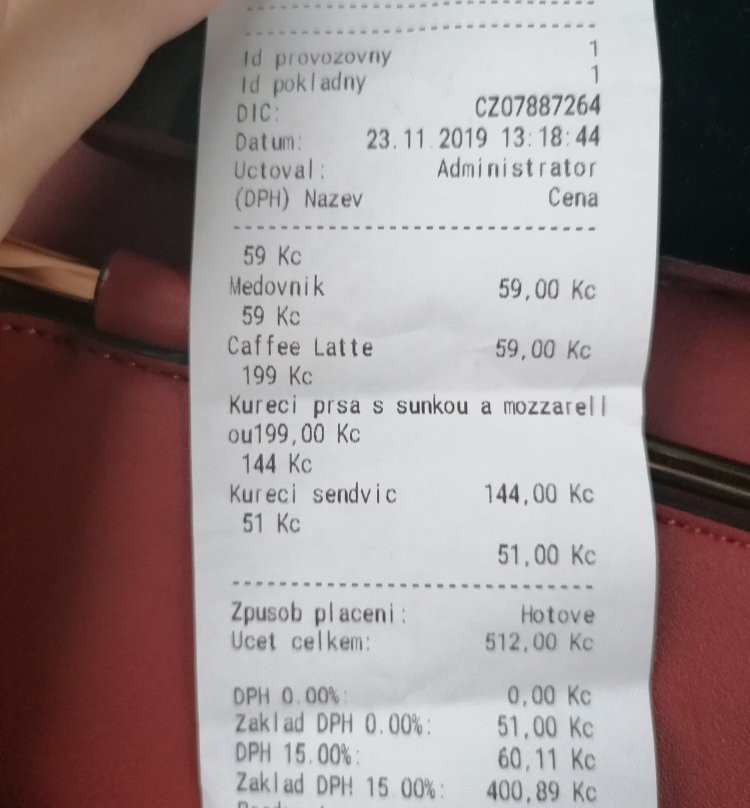 Id provozovny 1
Id pokladny 1
DIC: CZ07887264
Datum: 23.11.2019 13:18:44
Uctoval: Administrator
(DPH) Nazev Cena
59 Kc
Medovnik 59,00 Kc
59 Kc
Caffee Latte 59,00 Kc
199 Kc
Kureci prsa s sunkou a mozzarell
ou199,00 Kc
144 Kc
Kureci sendvic 144,00 Kc
51 Kc
51,00 Kc
Zpusob placeni: Hotove
Ucet celkem: 512,00 Kc
DPH 0.00%: 0,00 Kc
Zaklad DPH 0.00%: 51,00 Kc
DPH 15.00%: 60,11 Kc
Zaklad DPH 15.00%: 400,89 Kc